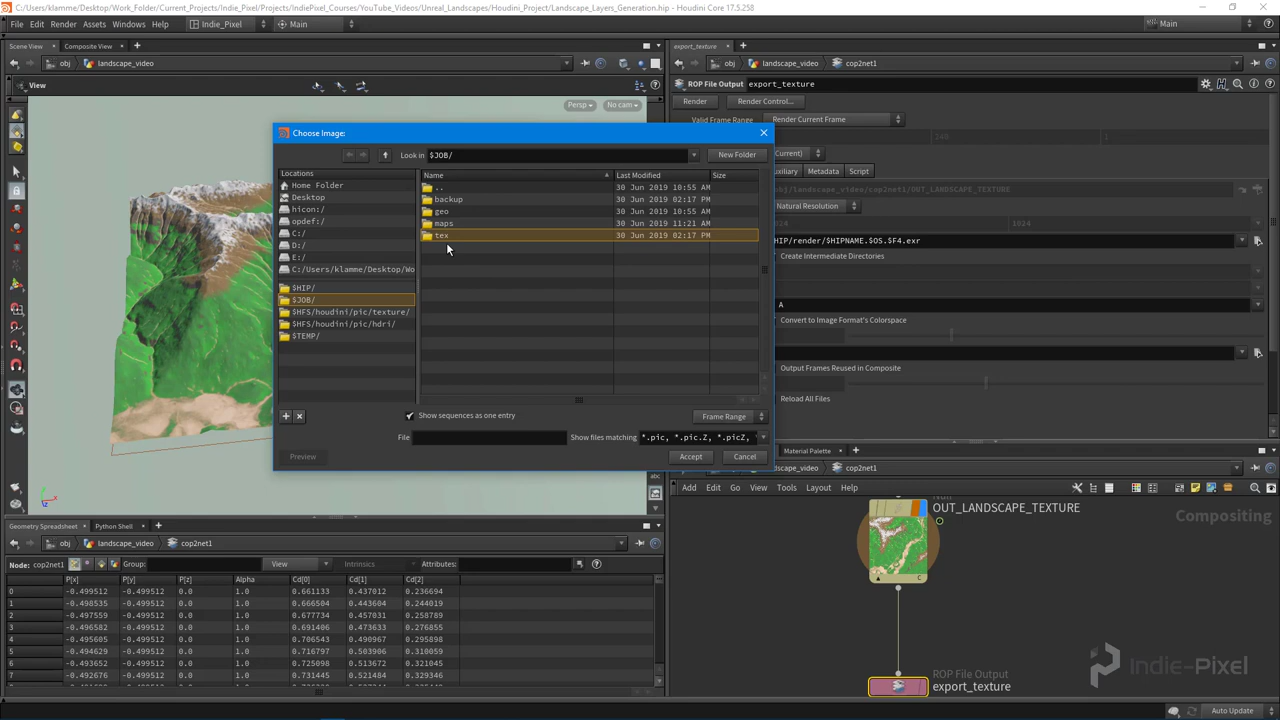 C:/Users/klamme/Desktop/Work_Folder/Current_Projects/Indie_Pixel/Projects/IndiePixel_Courses/YouTube_Videos/Unreal_Landscapes/Houdini_Project/Landscape_Layers_Generation.hip - Houdini Core 17.5.258
File Edit Render Assets Windows Help Indie_Pixel Main Main
Scene View Composite View export_texture
obj landscape_video obj landscape_video cop2net1
View ROP File Output export_texture
Persp No cam Render Render Control...
Valid Frame Range Render Current Frame
240 1
Choose Image:
Look in $JOB/ New Folder Current)
Locations Name Last Modified Size uxiliary Metadata Script
Home Folder .. 30 Jun 2019 10:55 AM obj/landscape_video/cop2net1/OUT_LANDSCAPE_TEXTURE
Desktop backup 30 Jun 2019 02:17 PM Natural Resolution
hicon:/ geo 30 Jun 2019 10:55 AM
opdef:/ maps 30 Jun 2019 11:21 AM 1024
C:/ tex 30 Jun 2019 02:17 PM HIP/render/$HIPNAME.$OS.$F4.exr
D:/ Create Intermediate Directories
E:/
C:/Users/klamme/Desktop/Wo
$HIP/
$JOB/ A
$HFS/houdini/pic/texture/ Convert to Image Format's Colorspace
$HFS/houdini/pic/hdri/
$TEMP/
Output Frames Reused in Composite
Reload All Files
Show sequences as one entry Frame Range
File Show files matching *.pic, *.pic.Z, *.picZ,
Preview Accept Cancel
Material Palette
ndscape_video cop2net1
abc Add Edit Go View Tools Layout Help
OUT_LANDSCAPE_TEXTURE
Compositing
Geometry Spreadsheet Python Shell
obj landscape_video cop2net1
Node: cop2net1 Group: View Intrinsics Attributes:
P[x] P[y] P[z] Alpha Cd[0] Cd[1] Cd[2]
0 -0.499512 -0.499512 0.0 1.0 0.661133 0.437012 0.236694
1 -0.498535 -0.499512 0.0 1.0 0.666504 0.443604 0.244019
2 -0.497559 -0.499512 0.0 1.0 0.677734 0.457031 0.258789
3 -0.496582 -0.499512 0.0 1.0 0.691406 0.473633 0.276855
4 -0.495605 -0.499512 0.0 1.0 0.706543 0.490967 0.295898
5 -0.494629 -0.499512 0.0 1.0 0.716797 0.503906 0.310059
6 -0.493652 -0.499512 0.0 1.0 0.725098 0.513672 0.321045
7 -0.492676 -0.499512 0.0 1.0 0.731445 0.521484 0.329346
Indie-Pixel
ROP File Output
export_texture
Auto Update